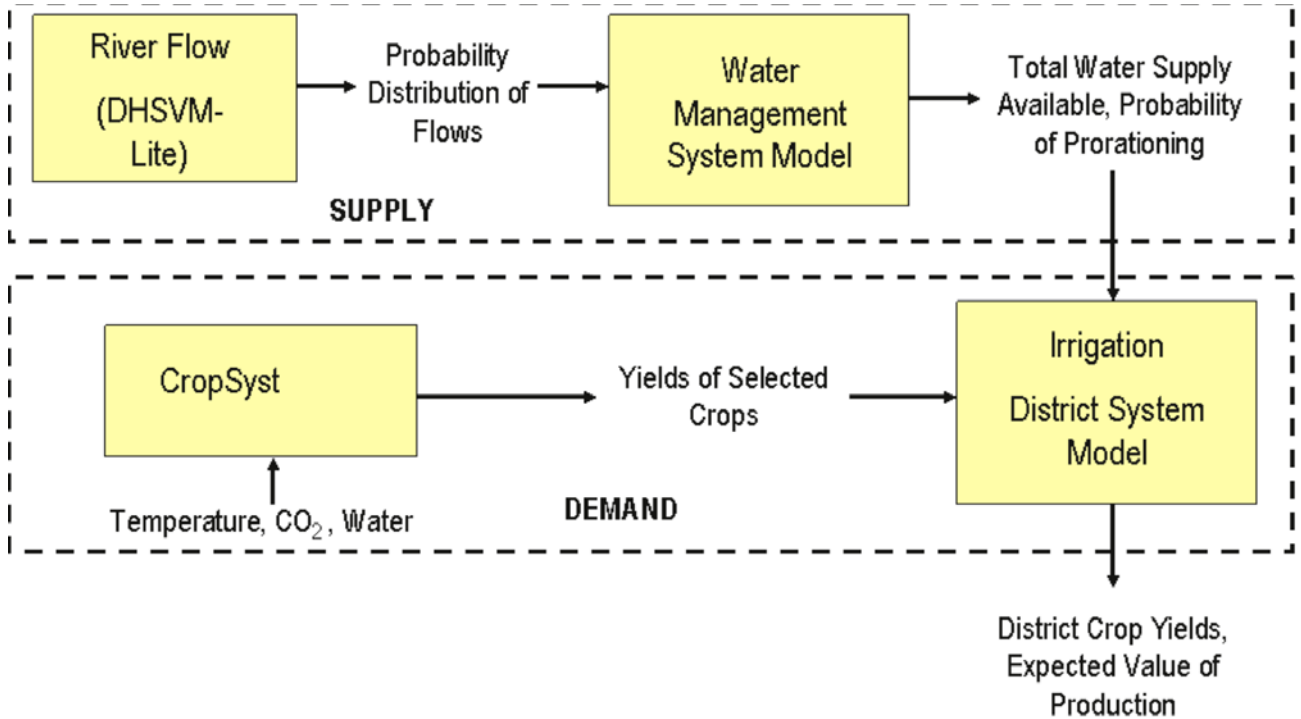 River Flow
(DHSVM-
Lite)
Probability
Distribution of
Flows
Water
Management
System Model
Total Water Supply
Available, Probability
of Prorationing
SUPPLY
CropSyst
Yields of Selected
Crops
Irrigation
District System
Model
Temperature, CO₂, Water
DEMAND
District Crop Yields,
Expected Value of
Production